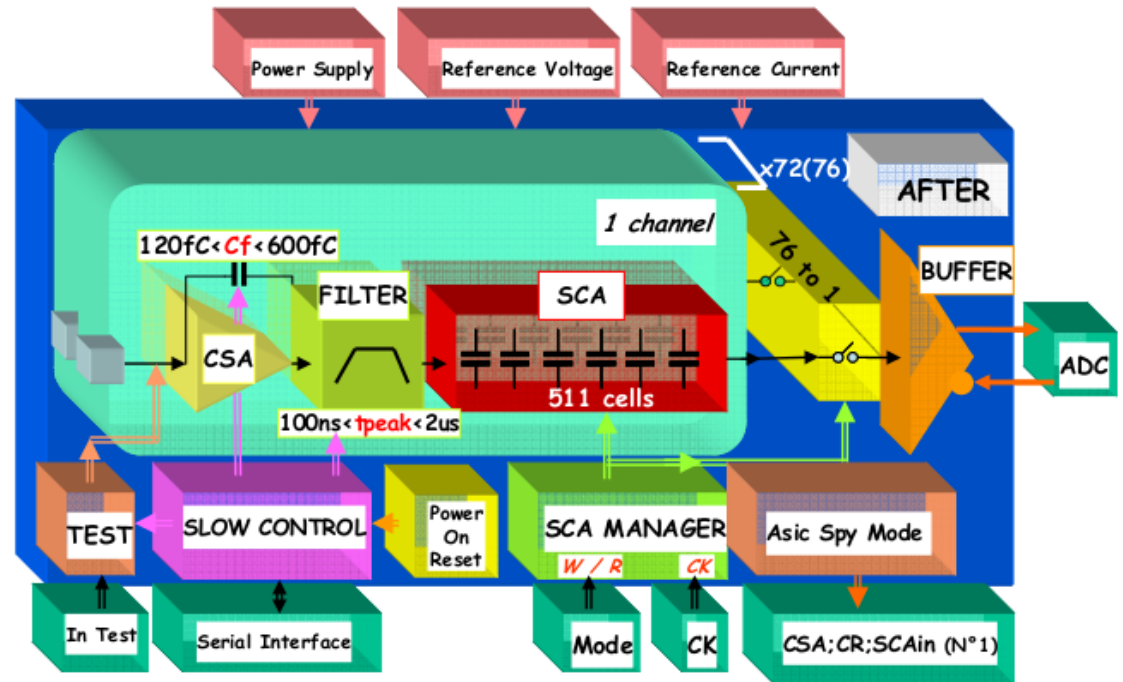 Power Supply
Reference Voltage
Reference Current
x72(76)
AFTER
1 channel
120fC<Cf<600fC
76 to 1
BUFFER
FILTER
SCA
CSA
ADC
511 cells
100ns<tpeak<2us
TEST
SLOW CONTROL
Power
On
Reset
SCA MANAGER
W / R
CK
Asic Spy Mode
In Test
Serial Interface
Mode
CK
CSA;CR;SCAin (N°1)